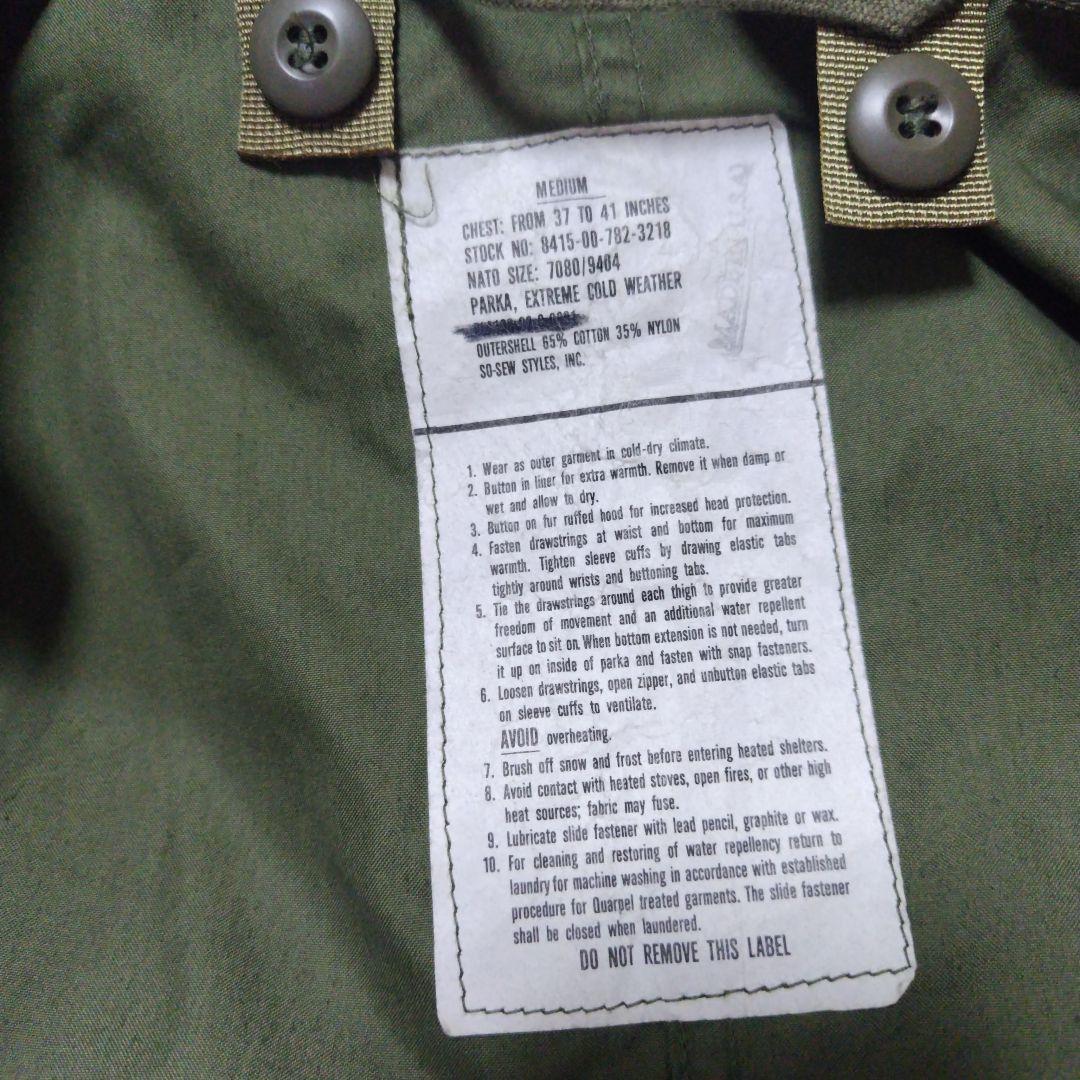 MEDIUM
CHEST: FROM 37 TO 41 INCHES
STOCK NO: 8415-00-782-3218
NATO SIZE: 7080/9404
PARKA, EXTREME COLD WEATHER
OUTERSHELL 65% COTTON 35% NYLON
SO-SEW STYLES, INC.
1. Wear as outer garment in cold-dry climate.
2. Button in liner for extra warmth. Remove it when damp or
wet and allow to dry.
3. Button on fur ruffed hood for increased head protection.
4. Fasten drawstrings at waist and bottom for maximum
warmth. Tighten sleeve cuffs by drawing elastic tabs
tightly around wrists and buttoning tabs.
5. Tie the drawstrings around each thigh to provide greater
freedom of movement and an additional water repellent
surface to sit on. When bottom extension is not needed, turn
it up on inside of parka and fasten with snap fasteners.
6. Loosen drawstrings, open zipper, and unbutton elastic tabs
on sleeve cuffs to ventilate.
AVOID overheating.
7. Brush off snow and frost before entering heated shelters.
8. Avoid contact with heated stoves, open fires, or other high
heat sources; fabric may fuse.
9. Lubricate slide fastener with lead pencil, graphite or wax.
10. For cleaning and restoring of water repellency return to
laundry for machine washing in accordance with established
procedure for Quarpel treated garments. The slide fastener
shall be closed when laundered.
DO NOT REMOVE THIS LABEL